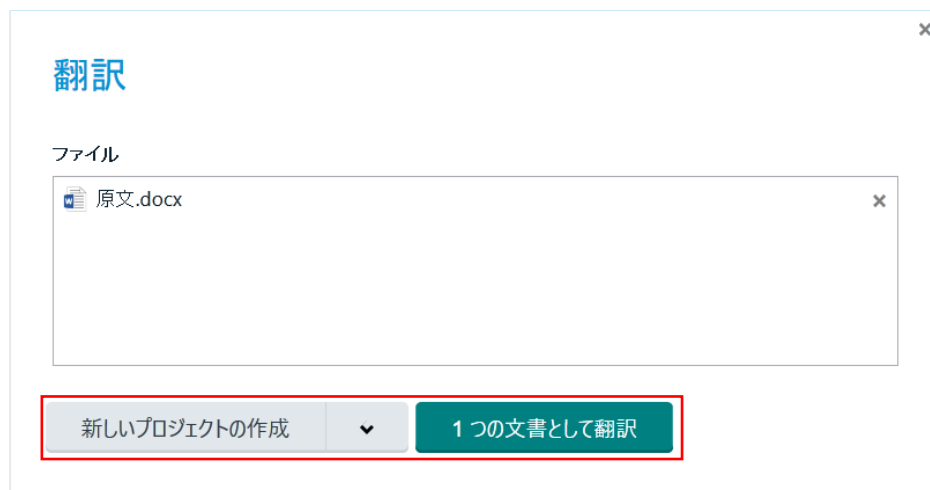 翻訳
ファイル
原文.docx
新しいプロジェクトの作成
1 つの文書として翻訳